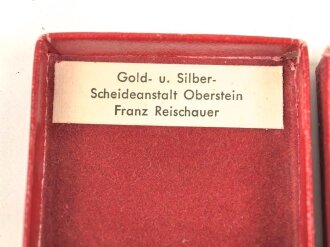 Gold- u. Silber-
Scheideanstalt Oberstein
Franz Reischauer